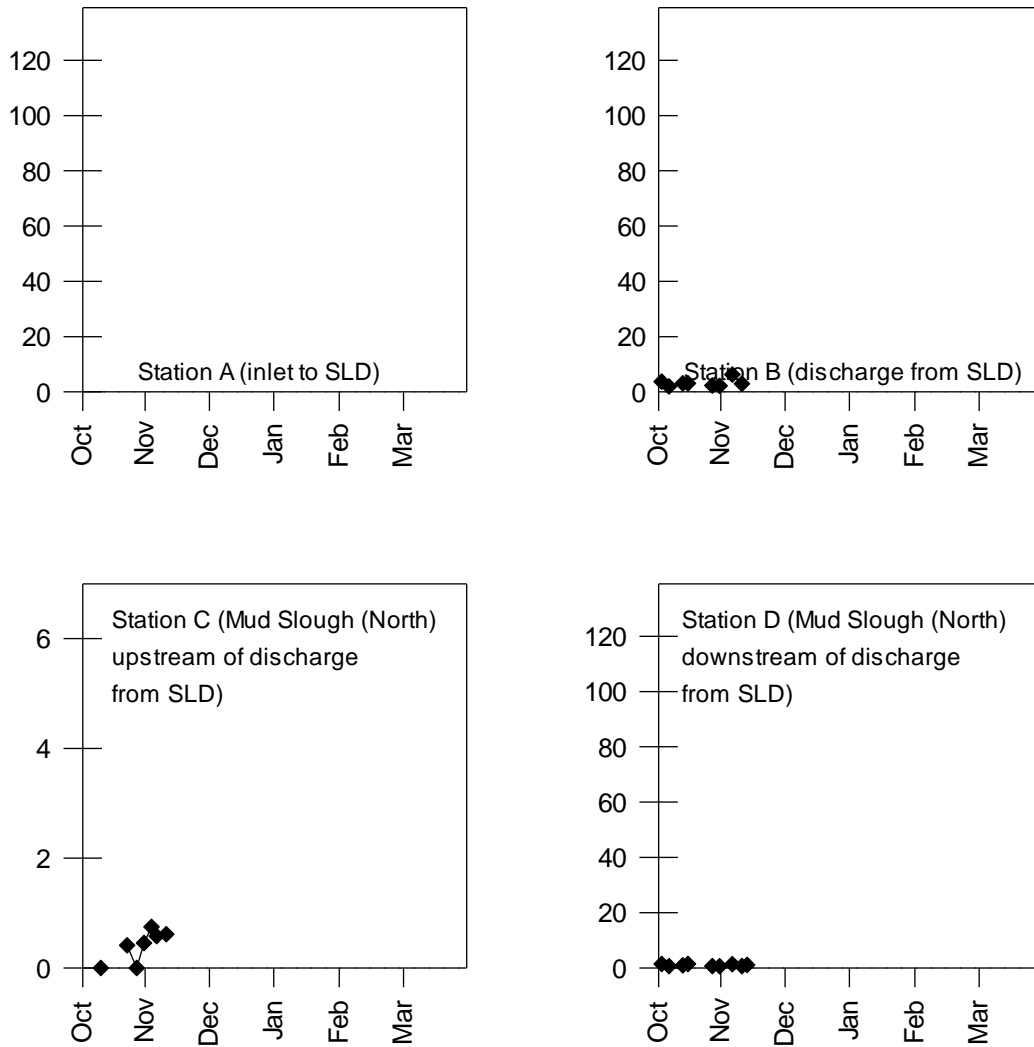 120
100
80
60
40
20
0
Station A (inlet to SLD)
Oct
Nov
Dec
Jan
Feb
Mar
120
100
80
60
40
20
0
Station B (discharge from SLD)
Oct
Nov
Dec
Jan
Feb
Mar
Station C (Mud Slough (North)
upstream of discharge
from SLD)
6
4
2
0
Oct
Nov
Dec
Jan
Feb
Mar
Station D (Mud Slough (North)
downstream of discharge
from SLD)
120
100
80
60
40
20
0
Oct
Nov
Dec
Jan
Feb
Mar